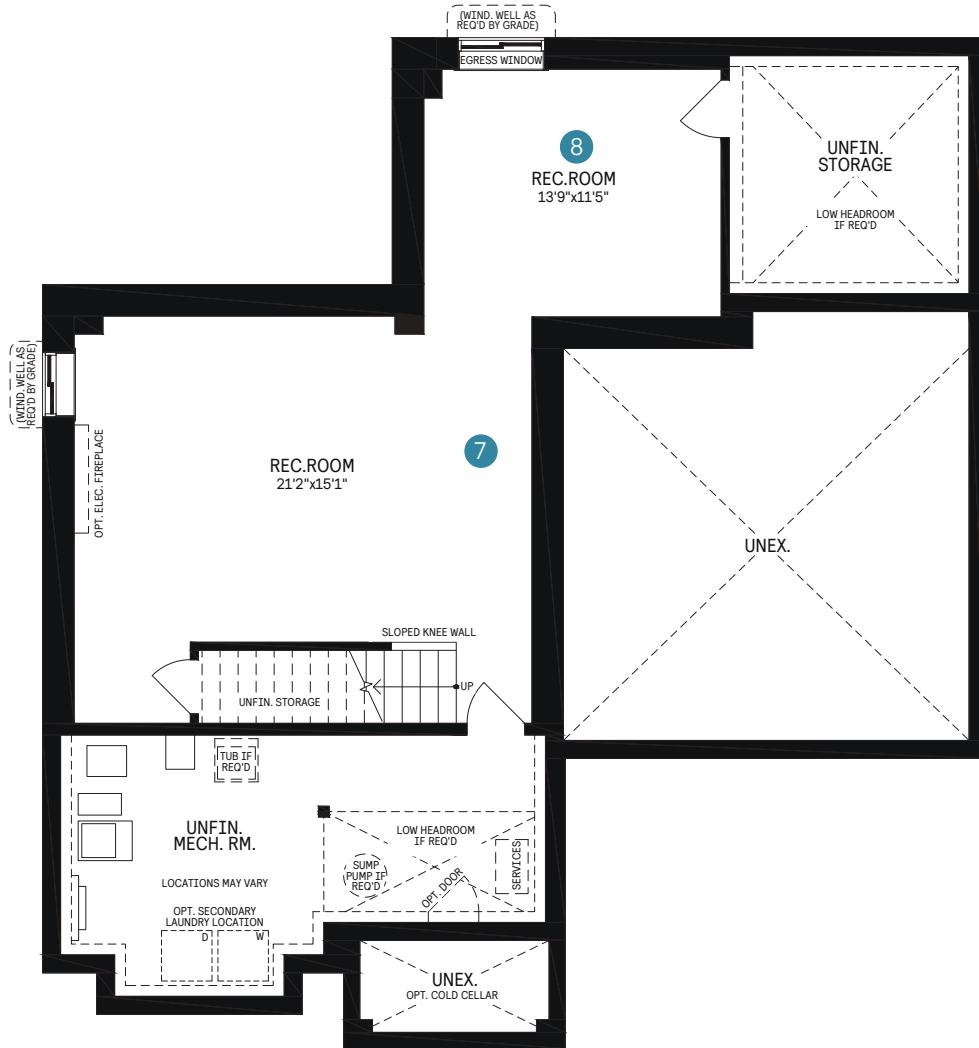 (WIND. WELL AS
REQ'D BY GRADE)
EGRESS WINDOW
8
REC.ROOM
13'9"x11'5"
UNFIN.
STORAGE
LOW HEADROOM
IF REQ'D
(WIND. WELL AS
REQ'D BY GRADE)
OPT. ELEC. FIREPLACE
7
REC.ROOM
21'2"x15'1"
UNEX.
SLOPED KNEE WALL
UNFIN. STORAGE
UP
TUB IF
REQ'D
UNFIN.
MECH. RM.
LOCATIONS MAY VARY
OPT. SECONDARY
LAUNDRY LOCATION
D
W
LOW HEADROOM
IF REQ'D
SUMP
PUMP IF
REQ'D
OPT. DOOR
SERVICES
UNEX.
OPT. COLD CELLAR